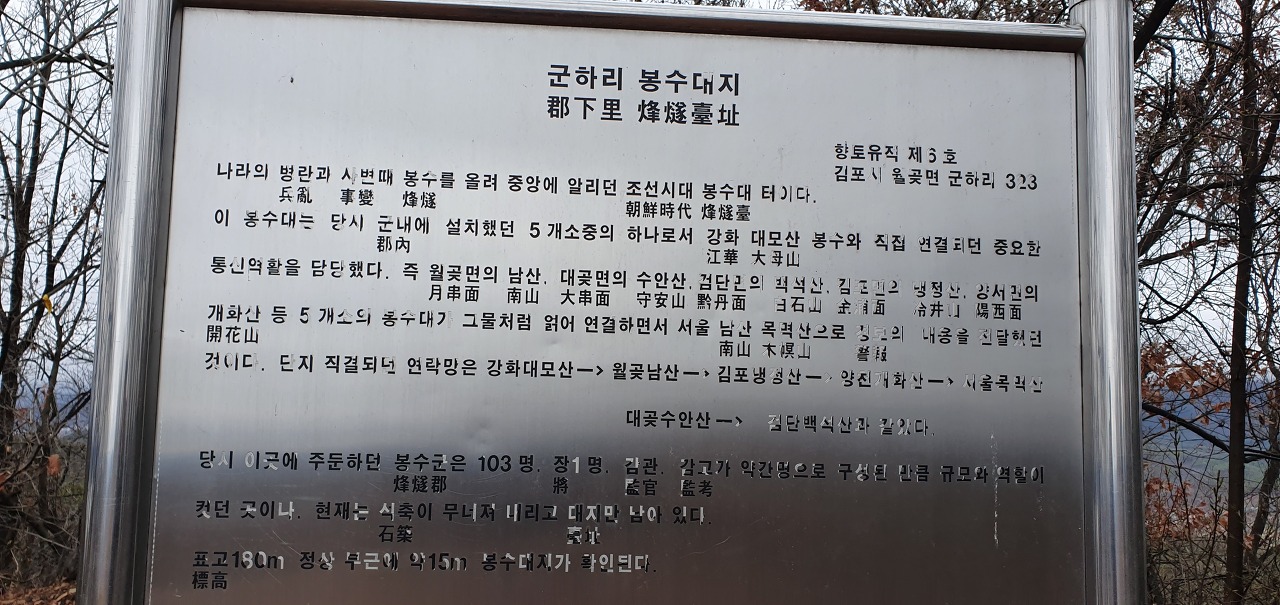 군하리 봉수대지
郡下里 烽燧臺址
향토유적 제6호
김포시 월곶면 군하리 323
나라의 병란과 사변때 봉수를 올려 중앙에 알리던 조선시대 봉수대 터이다.
兵亂 事變 烽燧 朝鮮時代 烽燧臺
이 봉수대는 당시 군내에 설치했던 5개소중의 하나로서 강화 대모산 봉수와 직접 연결되던 중요한
郡內 江華 大母山
통신역활을 담당했다. 즉 월곶면의 남산, 대곶면의 수안산, 검단면의 백석산, 김포면의 냉정산, 양서면의
月串面 南山 大串面 守安山 黔丹面 白石山 金浦面 冷井山 陽西面
개화산 등 5개소의 봉수대가 그물처럼 얽어 연결하면서 서울 남산 목멱산으로 경보의 내용을 전달했던
開花山 南山 木幎山 警報
것이다. 단지 직결되던 연락망은 강화대모산→월곶남산→김포냉정산→양진개화산→서울목멱산
대곶수안산→ 검단백석산과 같았다.
당시 이곳에 주둔하던 봉수군은 103명, 장1명, 감관, 감고가 약간명으로 구성된 만큼 규모와 역할이
烽燧郡 將 監官 監考
컷던 곳이나, 현재는 석축이 무너져 내리고 대지만 남아 있다.
石築 臺址
표고180m 정상 부근에 약15m 봉수대지가 확인된다.
標高